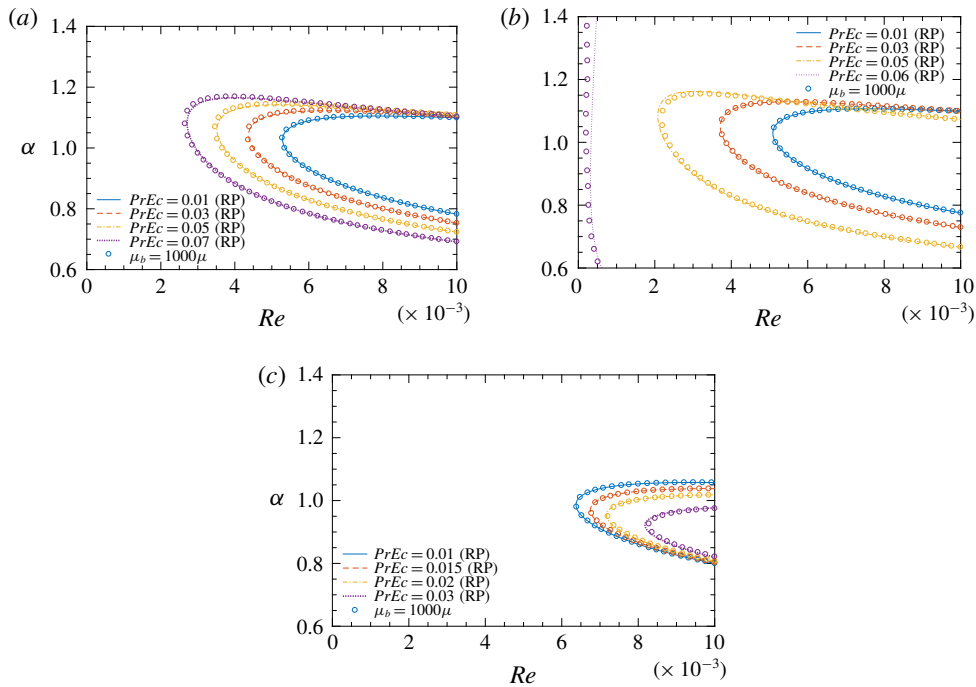 (a)
1.4
1.2
1.0
0.8
0.6
α
PrEc = 0.01 (RP)
PrEc = 0.03 (RP)
PrEc = 0.05 (RP)
PrEc = 0.07 (RP)
μb = 1000μ
0 2 4 6 8 10
(× 10⁻³)
Re
(b)
1.4
1.2
1.0
0.8
0.6
PrEc = 0.01 (RP)
PrEc = 0.03 (RP)
PrEc = 0.05 (RP)
PrEc = 0.06 (RP)
μb = 1000μ
0 2 4 6 8 10
(× 10⁻³)
Re
(c)
1.4
1.2
1.0
0.8
0.6
α
PrEc = 0.01 (RP)
PrEc = 0.015 (RP)
PrEc = 0.02 (RP)
PrEc = 0.03 (RP)
μb = 1000μ
0 2 4 6 8 10
(× 10⁻³)
Re